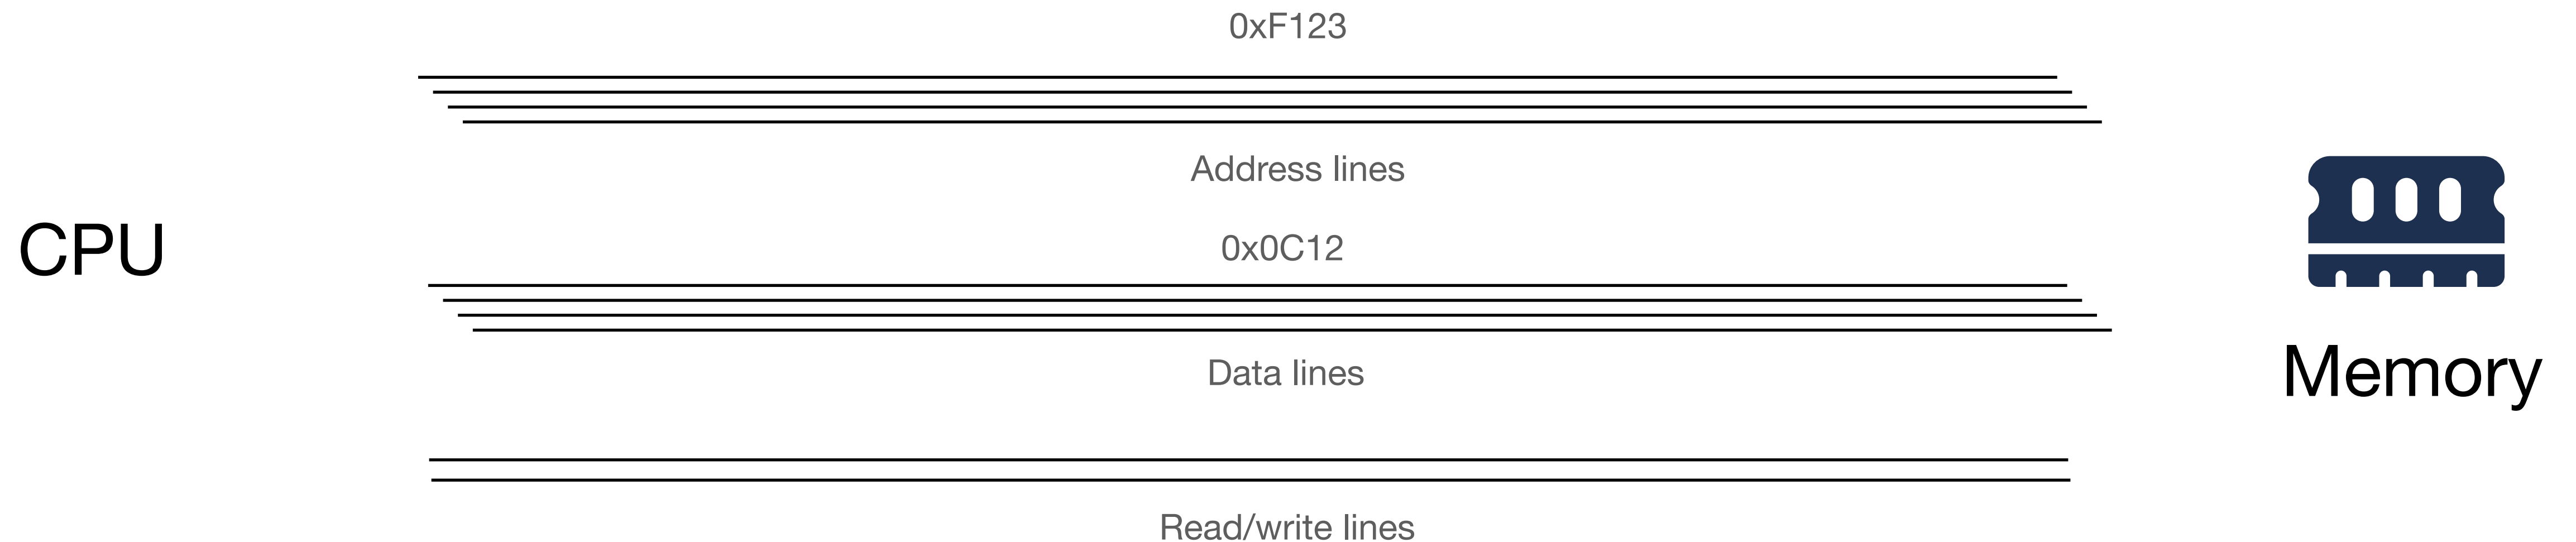 0xF123
Address lines
CPU
0x0C12
Data lines
Memory
Read/write lines